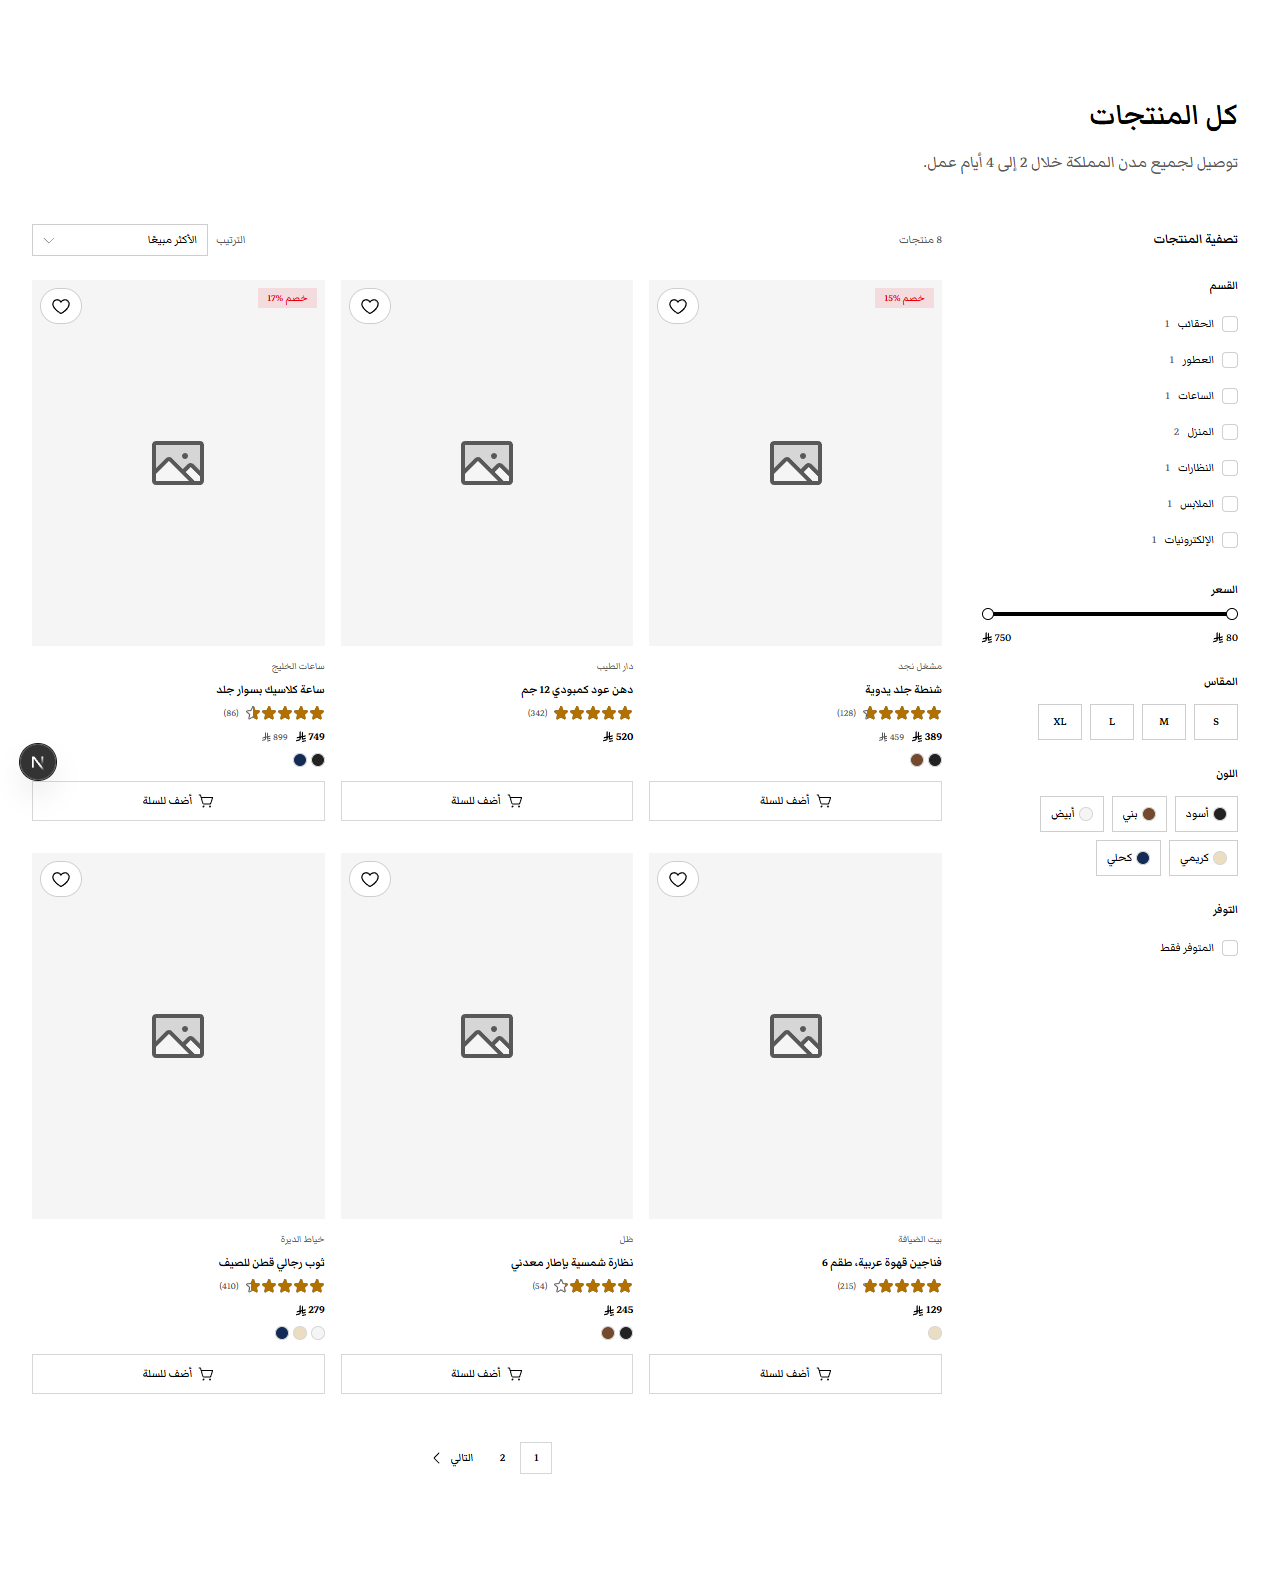 كل المنتجات
توصيل لجميع مدن المملكة خلال 2 إلى 4 أيام عمل.
تصفية المنتجات
القسم
الحقائب 1
العطور 1
الساعات 1
المنزل 2
النظارات 1
الملابس 1
الإلكترونيات 1
السعر
80 ⃁
750 ⃁
المقاس
S M L XL
اللون
أسود بني أبيض
كريمي كحلي
التوفر
المتوفر فقط
8 منتجات
الترتيب
الأكثر مبيعًا
خصم 15%
مشغل نجد
شنطة جلد يدوية
(128)
389 ⃁ 459 ⃁
أضف للسلة
دار الطيب
دهن عود كمبودي 12 جم
(342)
520 ⃁
أضف للسلة
خصم 17%
ساعات الخليج
ساعة كلاسيك بسوار جلد
(86)
749 ⃁ 899 ⃁
أضف للسلة
بيت الضيافة
فناجين قهوة عربية، طقم 6
(215)
129 ⃁
أضف للسلة
ظل
نظارة شمسية بإطار معدني
(54)
245 ⃁
أضف للسلة
خياط الديرة
ثوب رجالي قطن للصيف
(410)
279 ⃁
أضف للسلة
1 2 التالي
N